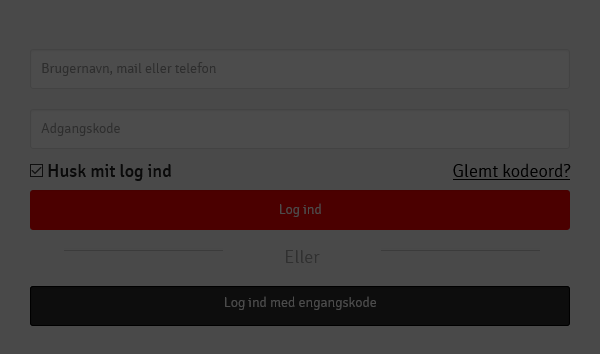 Brugernavn, mail eller telefon
Adgangskode
Husk mit log ind
Glemt kodeord?
Log ind
Eller
Log ind med engangskode